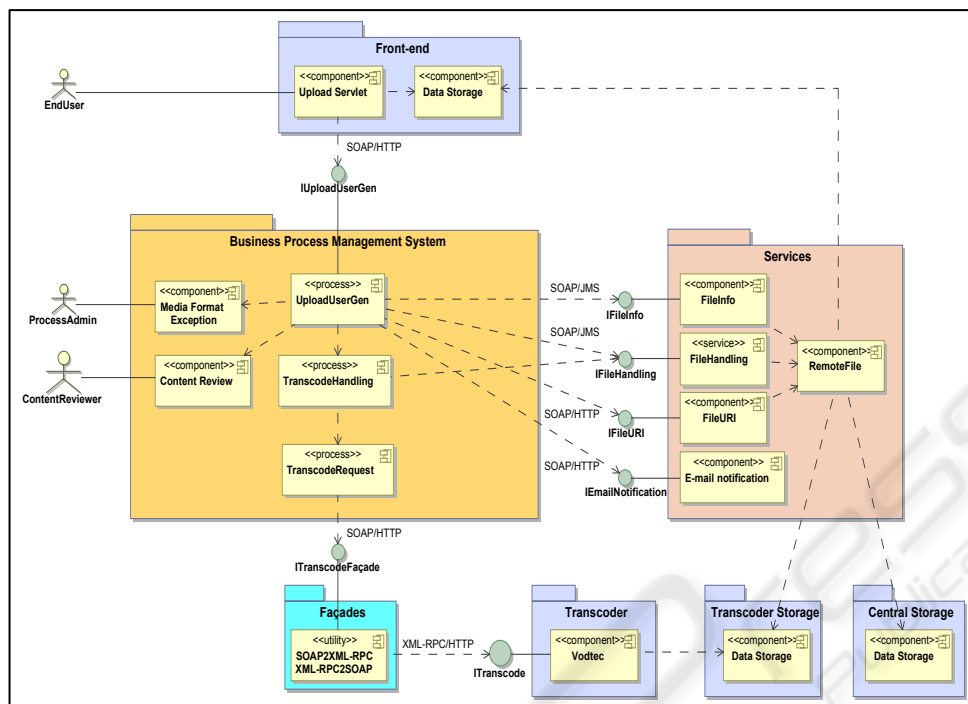 Front-end
<<component>>
Upload Servlet
<<component>>
Data Storage
EndUser
SOAP/HTTP
IUploadUserGen
Business Process Management System
<<process>>
UploadUserGen
<<component>>
Media Format
Exception
ProcessAdmin
<<component>>
Content Review
ContentReviewer
<<process>>
TranscodeHandling
<<process>>
TranscodeRequest
SOAP/JMS
IFileInfo
SOAP/JMS
IFileHandling
SOAP/HTTP
IFileURI
SOAP/HTTP
IEmailNotification
Services
<<component>>
FileInfo
<<service>>
FileHandling
<<component>>
FileURI
<<component>>
E-mail notification
<<component>>
RemoteFile
SOAP/HTTP
ITranscodeFaçade
Façades
<<utility>>
SOAP2XML-RPC
XML-RPC2SOAP
XML-RPC/HTTP
ITranscode
Transcoder
<<component>>
Vodtec
Transcoder Storage
<<component>>
Data Storage
Central Storage
<<component>>
Data Storage